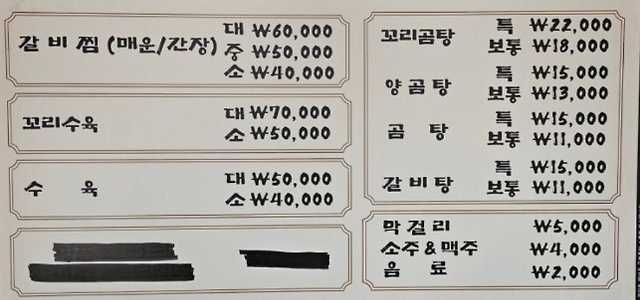 갈비찜 (매운/간장) 대 ₩60,000
중 ₩50,000
소 ₩40,000
꼬리수육 대 ₩70,000
소 ₩50,000
수 육 대 ₩50,000
소 ₩40,000
꼬리곰탕 특 ₩22,000
보통 ₩18,000
양곰탕 특 ₩15,000
보통 ₩13,000
곰 탕 특 ₩15,000
보통 ₩11,000
갈비탕 특 ₩15,000
보통 ₩11,000
막걸리 ₩5,000
소주&맥주 ₩4,000
음 료 ₩2,000